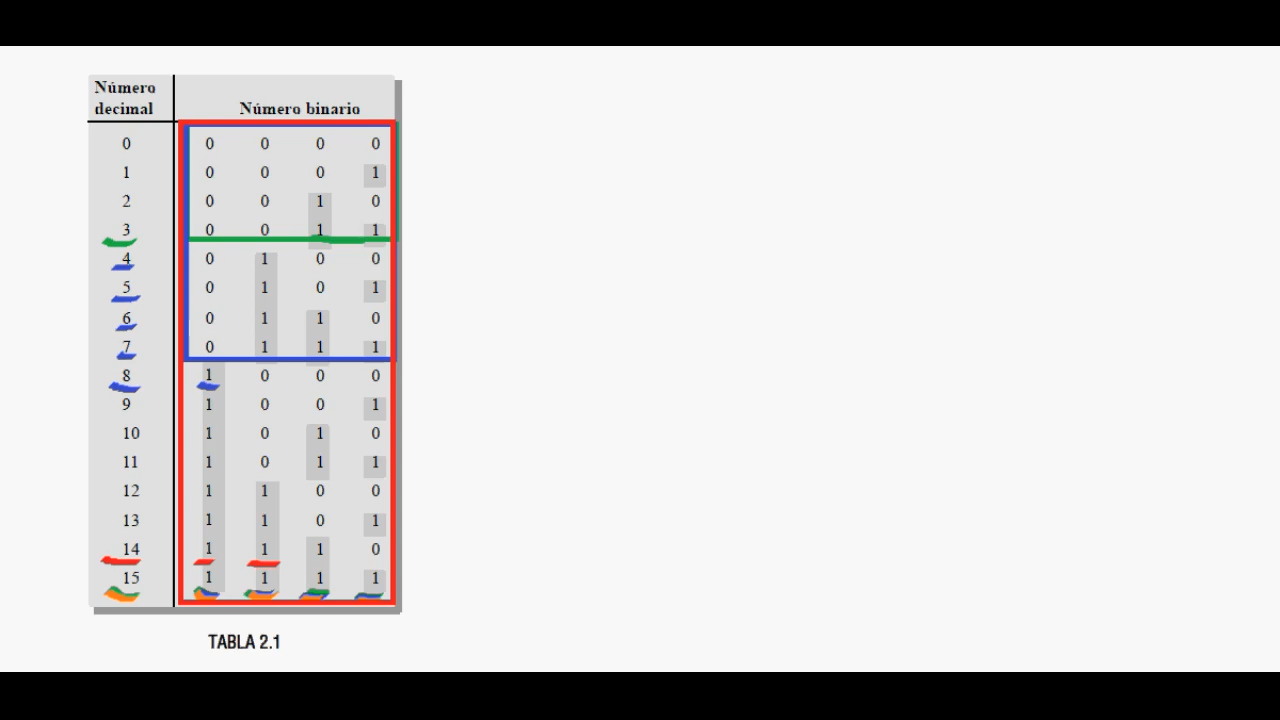 Número
decimal Número binario
0 0 0 0 0
1 0 0 0 1
2 0 0 1 0
3 0 0 1 1
4 0 1 0 0
5 0 1 0 1
6 0 1 1 0
7 0 1 1 1
8 1 0 0 0
9 1 0 0 1
10 1 0 1 0
11 1 0 1 1
12 1 1 0 0
13 1 1 0 1
14 1 1 1 0
15 1 1 1 1
TABLA 2.1